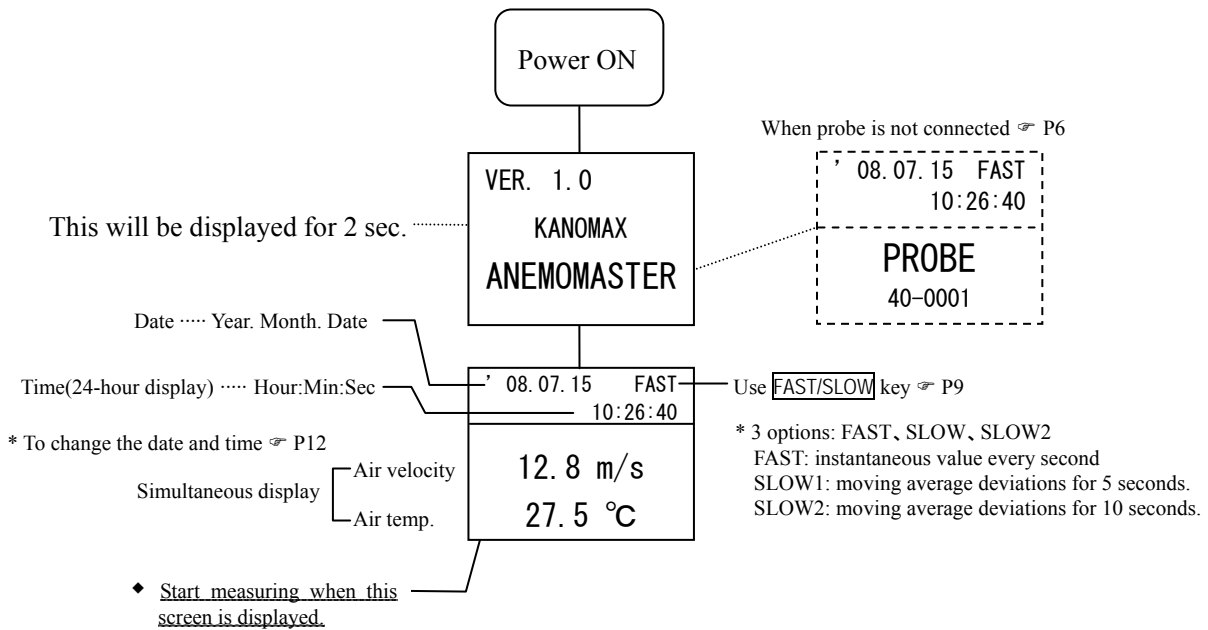 Power ON
When probe is not connected ☞ P6
' 08.07.15 FAST
10:26:40
PROBE
40-0001
VER. 1.0
KANOMAX
ANEMOMASTER
This will be displayed for 2 sec. ········
Date ····· Year. Month. Date
Time(24-hour display) ····· Hour:Min:Sec
* To change the date and time ☞ P12
' 08.07.15 FAST
10:26:40
12.8 m/s
27.5 ℃
Simultaneous display
Air velocity
Air temp.
Use FAST/SLOW key ☞ P9
* 3 options: FAST、SLOW、SLOW2
FAST: instantaneous value every second
SLOW1: moving average deviations for 5 seconds.
SLOW2: moving average deviations for 10 seconds.
◆ Start measuring when this
screen is displayed.